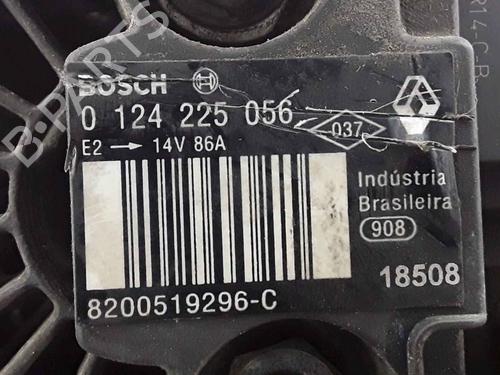 B-PARTS
BOSCH
0 124 225 056
037
E2 → 14V 86A
Indústria
Brasileira
908
18508
8200519296-C